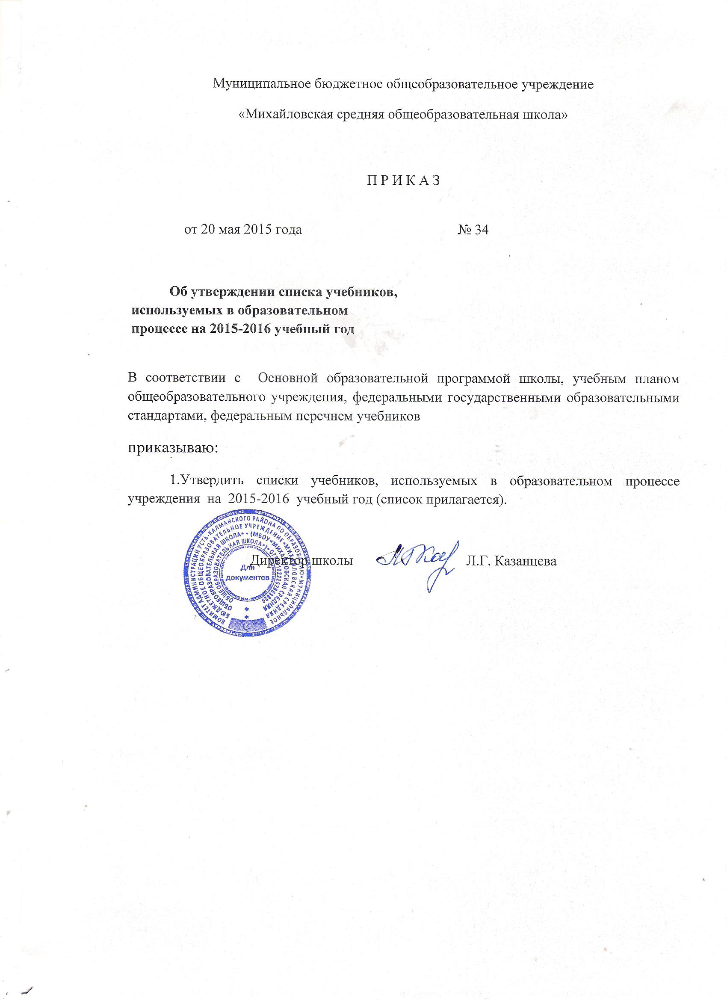 Муниципальное бюджетное общеобразовательное учреждение
«Михайловская средняя общеобразовательная школа»
П Р И К А З
от 20 мая 2015 года № 34
Об утверждении списка учебников,
используемых в образовательном
процессе на 2015-2016 учебный год
В соответствии с Основной образовательной программой школы, учебным планом
общеобразовательного учреждения, федеральными государственными образовательными
стандартами, федеральным перечнем учебников
приказываю:
1.Утвердить списки учебников, используемых в образовательном процессе
учреждения на 2015-2016 учебный год (список прилагается).
Директор школы Л.Г. Казанцева
КОМИТЕТ АДМИНИСТРАЦИИ УСТЬ-КАЛМАНСКОГО РАЙОНА ПО ОБРАЗОВАНИЮ • МУНИЦИПАЛЬНОЕ
БЮДЖЕТНОЕ ОБЩЕОБРАЗОВАТЕЛЬНОЕ УЧРЕЖДЕНИЕ «МИХАЙЛОВСКАЯ СРЕДНЯЯ
ОБЩЕОБРАЗОВАТЕЛЬНАЯ ШКОЛА» • (МБОУ «МИХАЙЛОВСКАЯ СРЕДНЯЯ
ОБЩЕОБРАЗОВАТЕЛЬНАЯ ШКОЛА»)
Для
документов